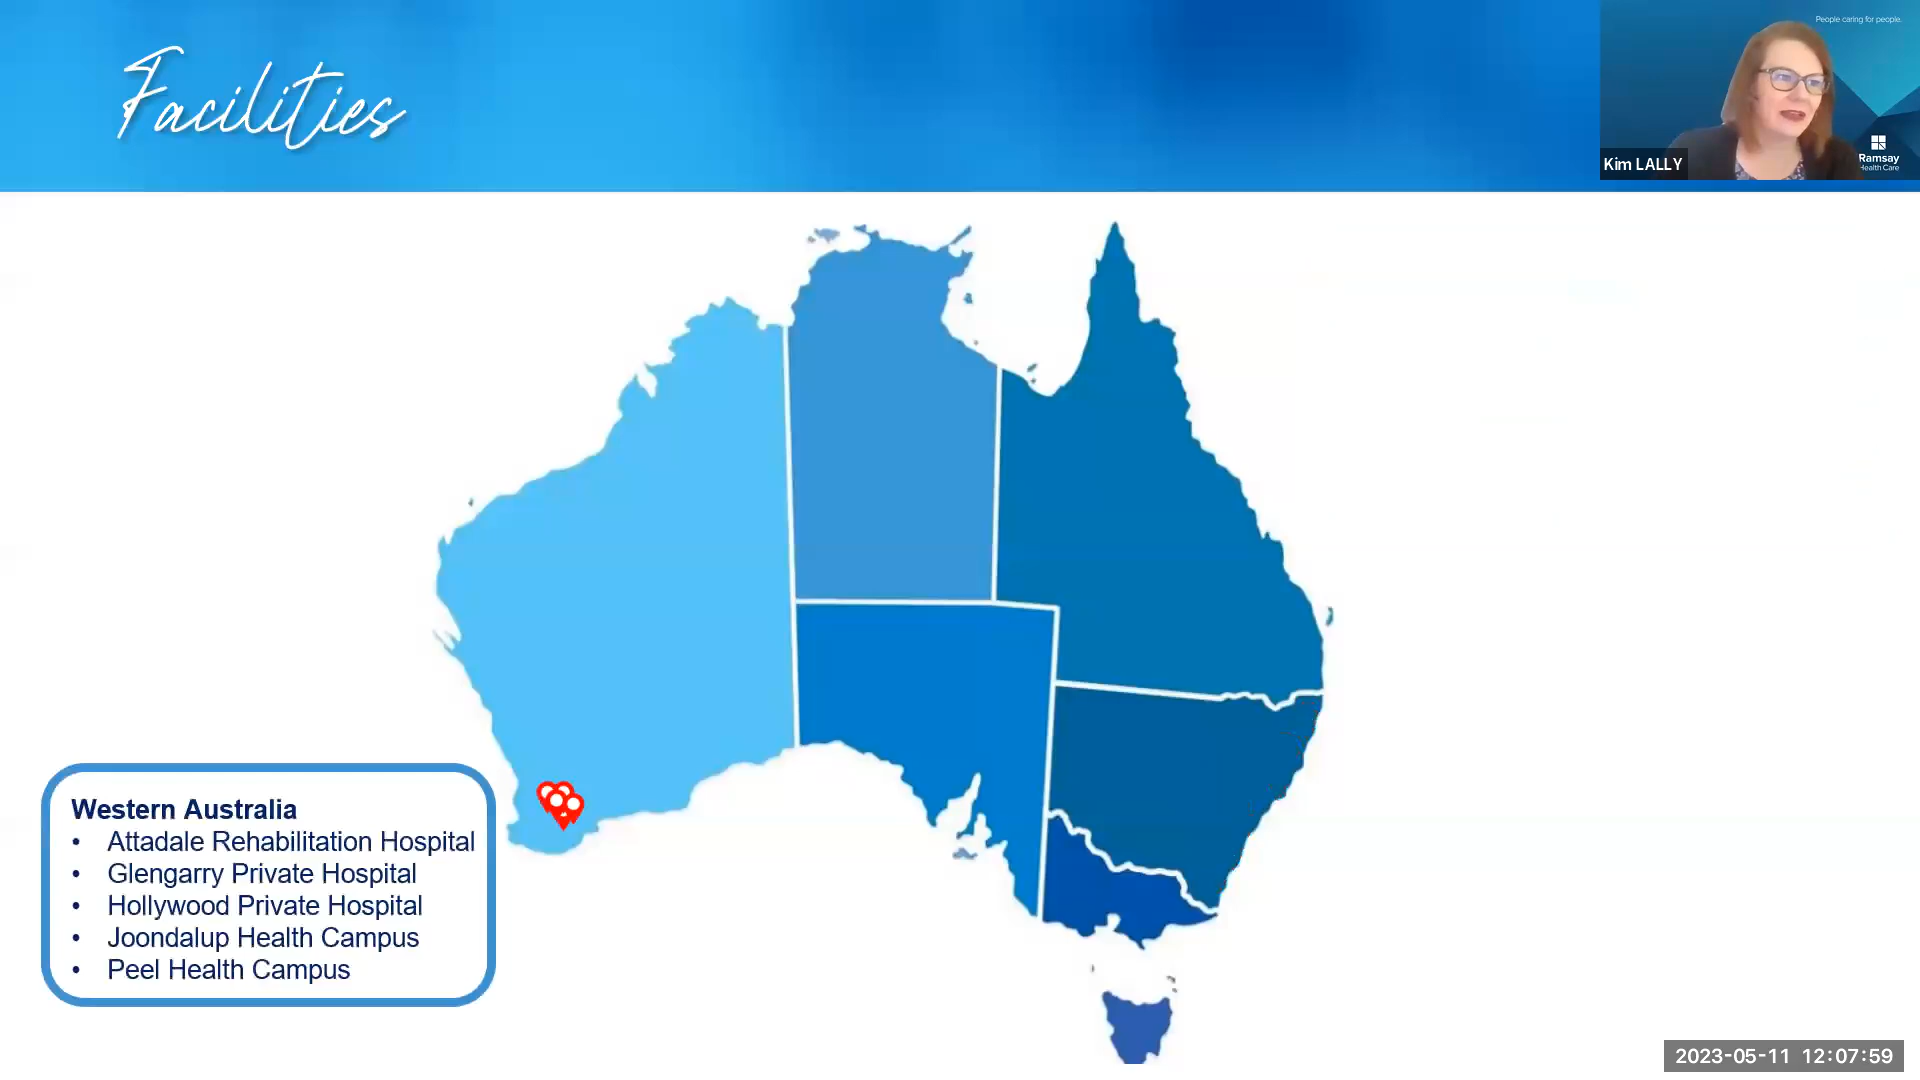 Facilities
People caring for people.
Kim LALLY
Ramsay
Health Care
Western Australia
• Attadale Rehabilitation Hospital
• Glengarry Private Hospital
• Hollywood Private Hospital
• Joondalup Health Campus
• Peel Health Campus
2023-05-11 12:07:59